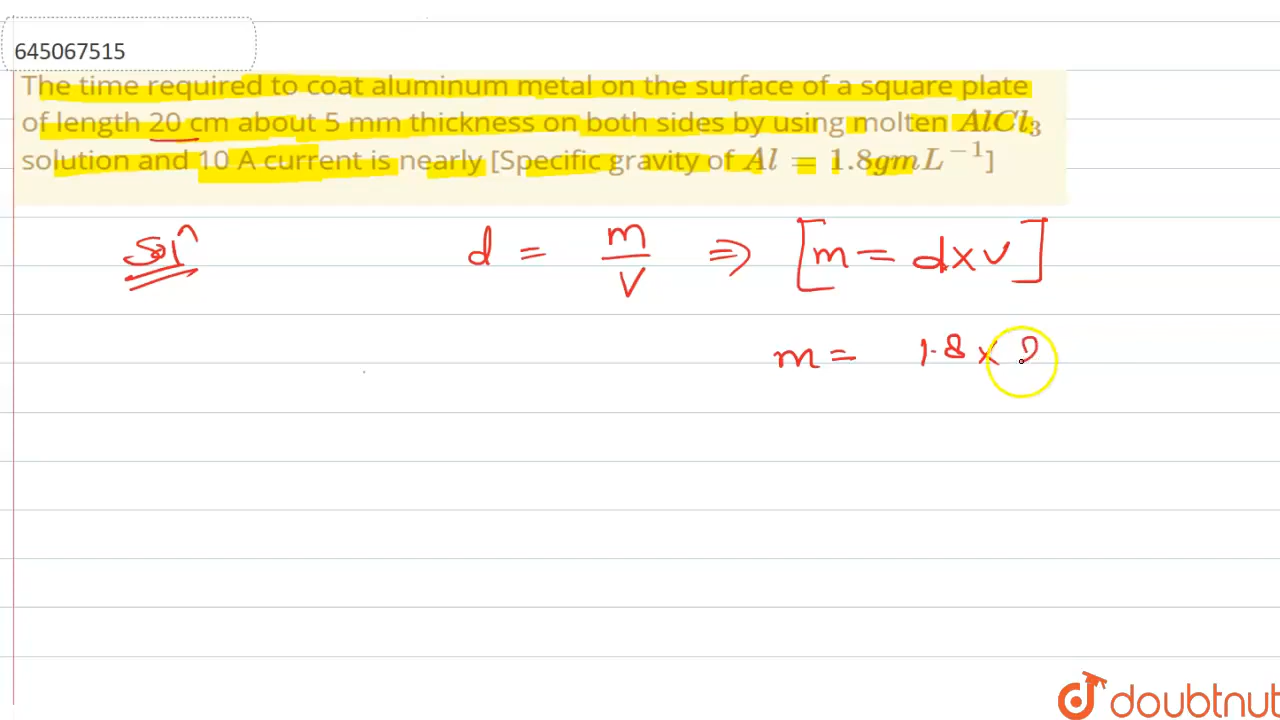 645067515
The time required to coat aluminum metal on the surface of a square plate
of length 20 cm about 5 mm thickness on both sides by using molten AlCl₃
solution and 10 A current is nearly [Specific gravity of Al = 1.8gmL⁻¹]
Solⁿ d = m/V ⇒ [m = d×v]
m = 1.8 ×
doubtnut